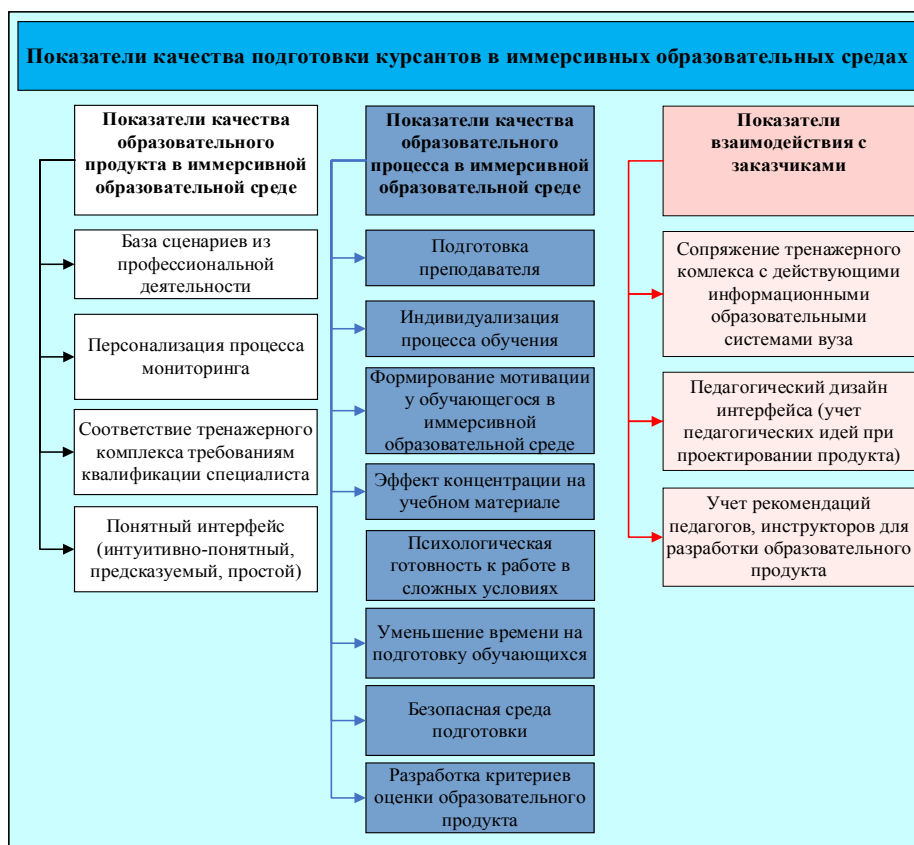 Показатели качества подготовки курсантов в иммерсивных образовательных средах
Показатели качества
образовательного
продукта в иммерсивной
образовательной среде
База сценариев из
профессиональной
деятельности
Персонализация процесса
мониторинга
Соответствие тренажерного
комплекса требованиям
квалификации специалиста
Понятный интерфейс
(интуитивно-понятный,
предсказуемый, простой)
Показатели качества
образовательного
процесса в иммерсивной
образовательной среде
Подготовка
преподавателя
Индивидуализация
процесса обучения
Формирование мотивации
у обучающегося в
иммерсивной
образовательной среде
Эффект концентрации на
учебном материале
Психологическая
готовность к работе в
сложных условиях
Уменьшение времени на
подготовку обучающихся
Безопасная среда
подготовки
Разработка критериев
оценки образовательного
продукта
Показатели
взаимодействия с
заказчиками
Сопряжение тренажерного
комлекса с действующими
информационными
образовательными
системами вуза
Педагогический дизайн
интерфейса (учет
педагогических идей при
проектировании продукта)
Учет рекомендаций
педагогов, инструкторов для
разработки образовательного
продукта